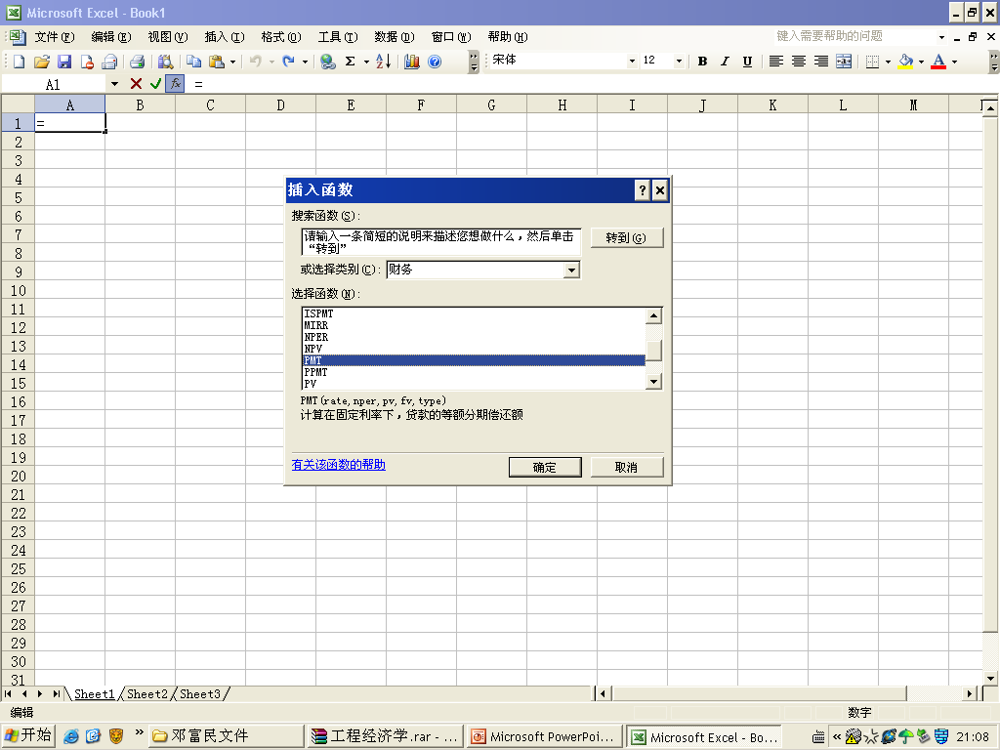 Microsoft Excel - Book1
文件(F) 编辑(E) 视图(V) 插入(I) 格式(O) 工具(T) 数据(D) 窗口(W) 帮助(H) 键入需要帮助的问题
宋体 12 B I U
A1 fx =
A B C D E F G H I J K L M
1 =
2
3
4
5
6
7
8
9
10
11
12
13
14
15
16
17
18
19
20
21
22
23
24
25
26
27
28
29
30
31
插入函数
搜索函数(S):
请输入一条简短的说明来描述您想做什么，然后单击
“转到”
转到(G)
或选择类别(C): 财务
选择函数(N):
ISPMT
MIRR
NPER
NPV
PMT
PPMT
PV
PMT(rate,nper,pv,fv,type)
计算在固定利率下，贷款的等额分期偿还额
有关该函数的帮助 确定 取消
Sheet1 Sheet2 Sheet3
编辑 数字
开始 邓富民文件 工程经济学.rar - ... Microsoft PowerPoi... Microsoft Excel - Bo... 21:08